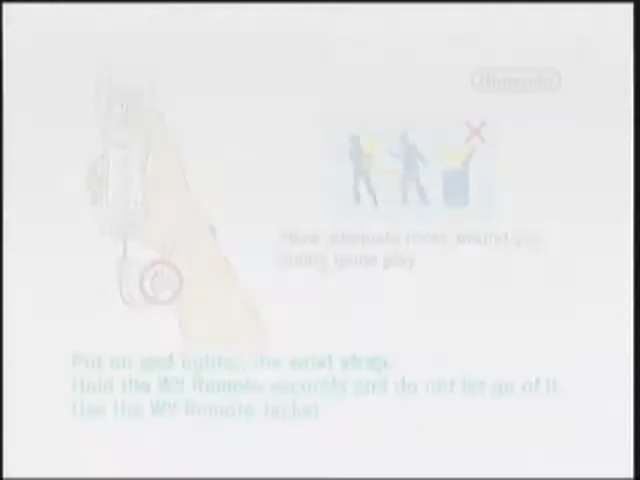 Nintendo
Have adequate room around you
during game play.
Put on and tighten the wrist strap.
Hold the Wii Remote securely and do not let go of it.
Use the Wii Remote Jacket.